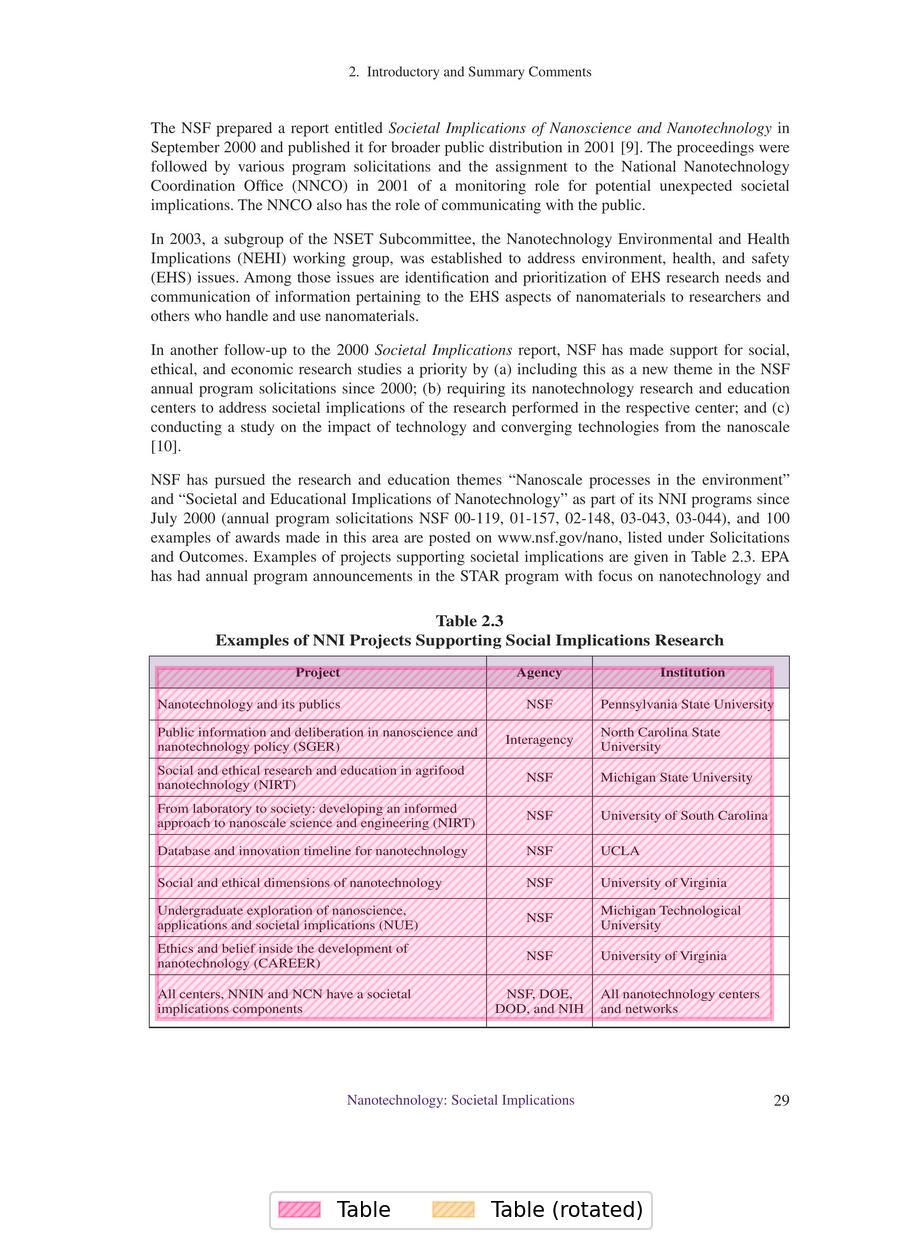 2. Introductory and Summary Comments
The NSF prepared a report entitled Societal Implications of Nanoscience and Nanotechnology in
September 2000 and published it for broader public distribution in 2001 [9]. The proceedings were
followed by various program solicitations and the assignment to the National Nanotechnology
Coordination Office (NNCO) in 2001 of a monitoring role for potential unexpected societal
implications. The NNCO also has the role of communicating with the public.
In 2003, a subgroup of the NSET Subcommittee, the Nanotechnology Environmental and Health
Implications (NEHI) working group, was established to address environment, health, and safety
(EHS) issues. Among those issues are identification and prioritization of EHS research needs and
communication of information pertaining to the EHS aspects of nanomaterials to researchers and
others who handle and use nanomaterials.
In another follow-up to the 2000 Societal Implications report, NSF has made support for social,
ethical, and economic research studies a priority by (a) including this as a new theme in the NSF
annual program solicitations since 2000; (b) requiring its nanotechnology research and education
centers to address societal implications of the research performed in the respective center; and (c)
conducting a study on the impact of technology and converging technologies from the nanoscale
[10].
NSF has pursued the research and education themes “Nanoscale processes in the environment”
and “Societal and Educational Implications of Nanotechnology” as part of its NNI programs since
July 2000 (annual program solicitations NSF 00-119, 01-157, 02-148, 03-043, 03-044), and 100
examples of awards made in this area are posted on www.nsf.gov/nano, listed under Solicitations
and Outcomes. Examples of projects supporting societal implications are given in Table 2.3. EPA
has had annual program announcements in the STAR program with focus on nanotechnology and
Table 2.3
Examples of NNI Projects Supporting Social Implications Research
Project Agency Institution
Nanotechnology and its publics NSF Pennsylvania State University
Public information and deliberation in nanoscience and
nanotechnology policy (SGER) Interagency North Carolina State
University
Social and ethical research and education in agrifood
nanotechnology (NIRT) NSF Michigan State University
From laboratory to society: developing an informed
approach to nanoscale science and engineering (NIRT) NSF University of South Carolina
Database and innovation timeline for nanotechnology NSF UCLA
Social and ethical dimensions of nanotechnology NSF University of Virginia
Undergraduate exploration of nanoscience,
applications and societal implications (NUE) NSF Michigan Technological
University
Ethics and belief inside the development of
nanotechnology (CAREER) NSF University of Virginia
All centers, NNIN and NCN have a societal
implications components NSF, DOE,
DOD, and NIH All nanotechnology centers
and networks
Nanotechnology: Societal Implications 29
Table Table (rotated)